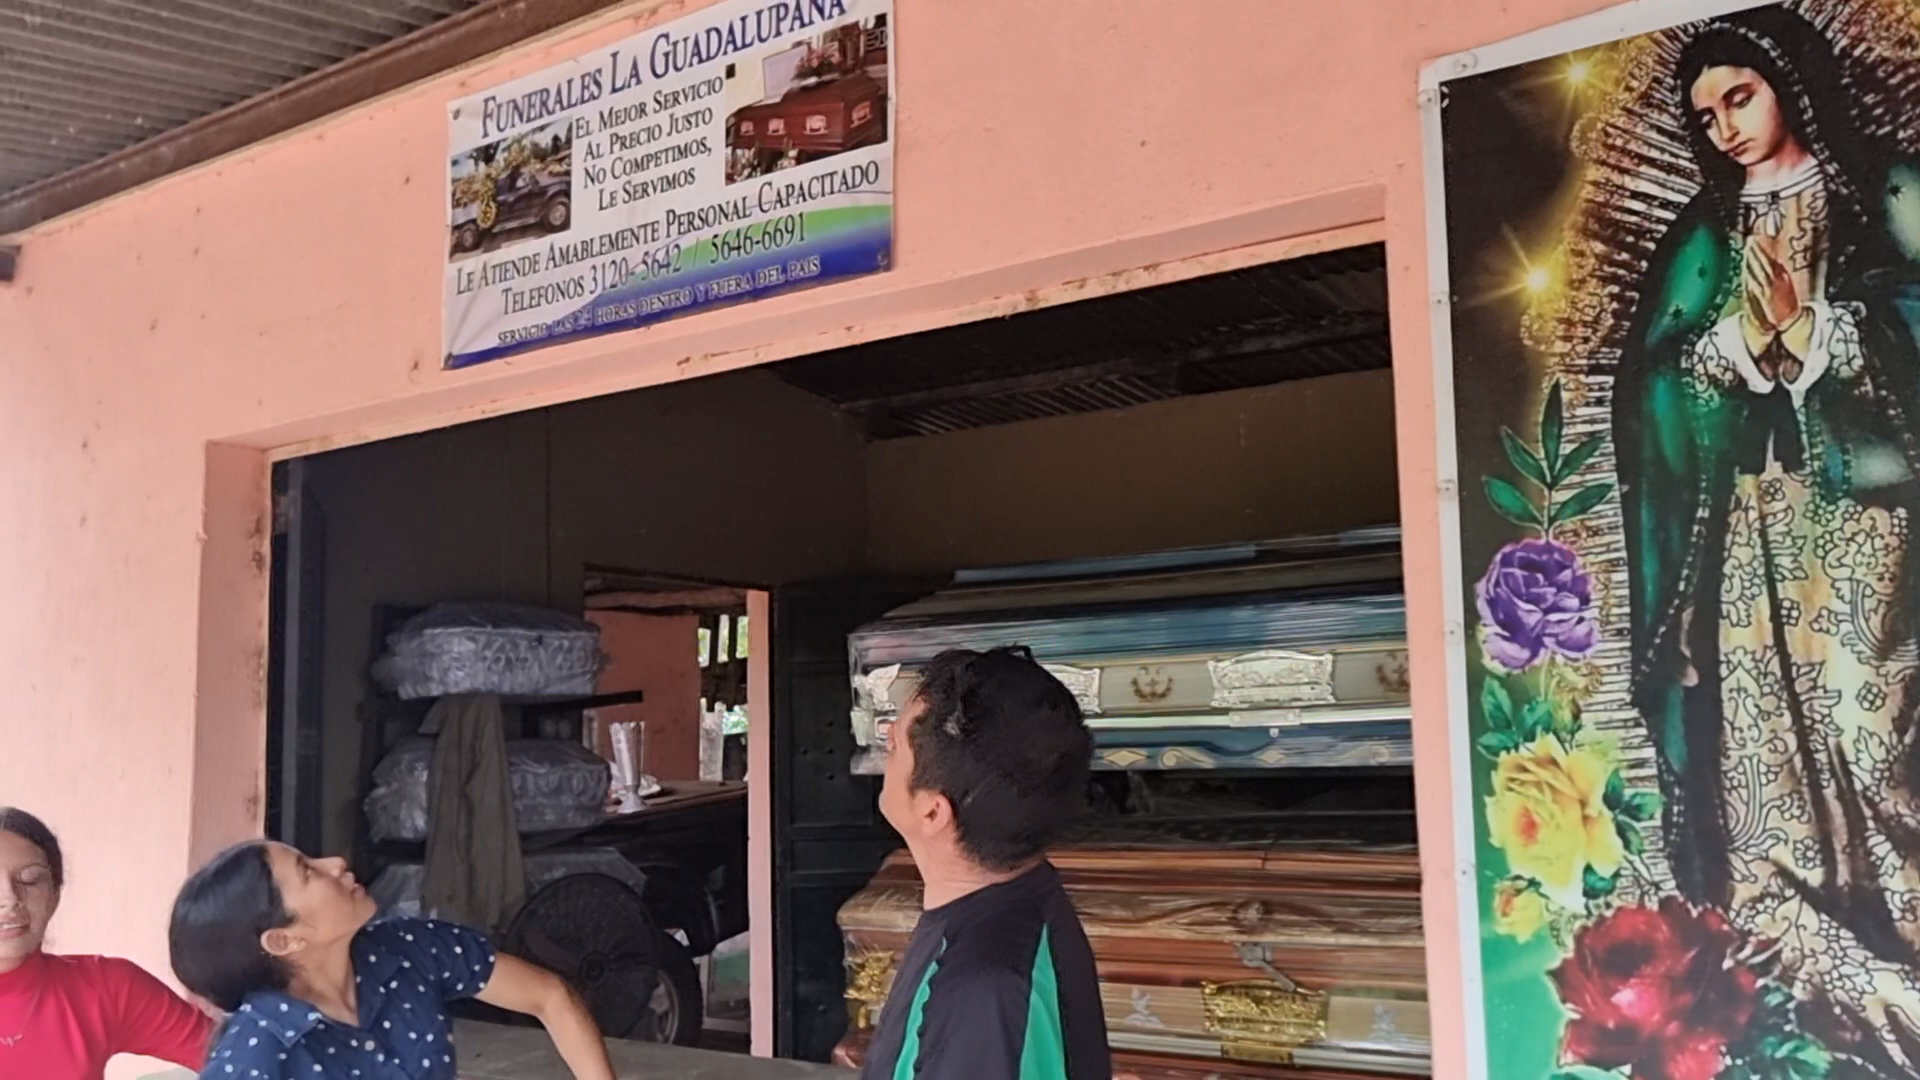 FUNERALES LA GUADALUPANA
EL MEJOR SERVICIO
AL PRECIO JUSTO
NO COMPETIMOS,
LE SERVIMOS
LE ATIENDE AMABLEMENTE PERSONAL CAPACITADO
TELEFONOS 3120-5642 / 5646-6691
SERVICIO LAS 24 HORAS DENTRO Y FUERA DEL PAIS